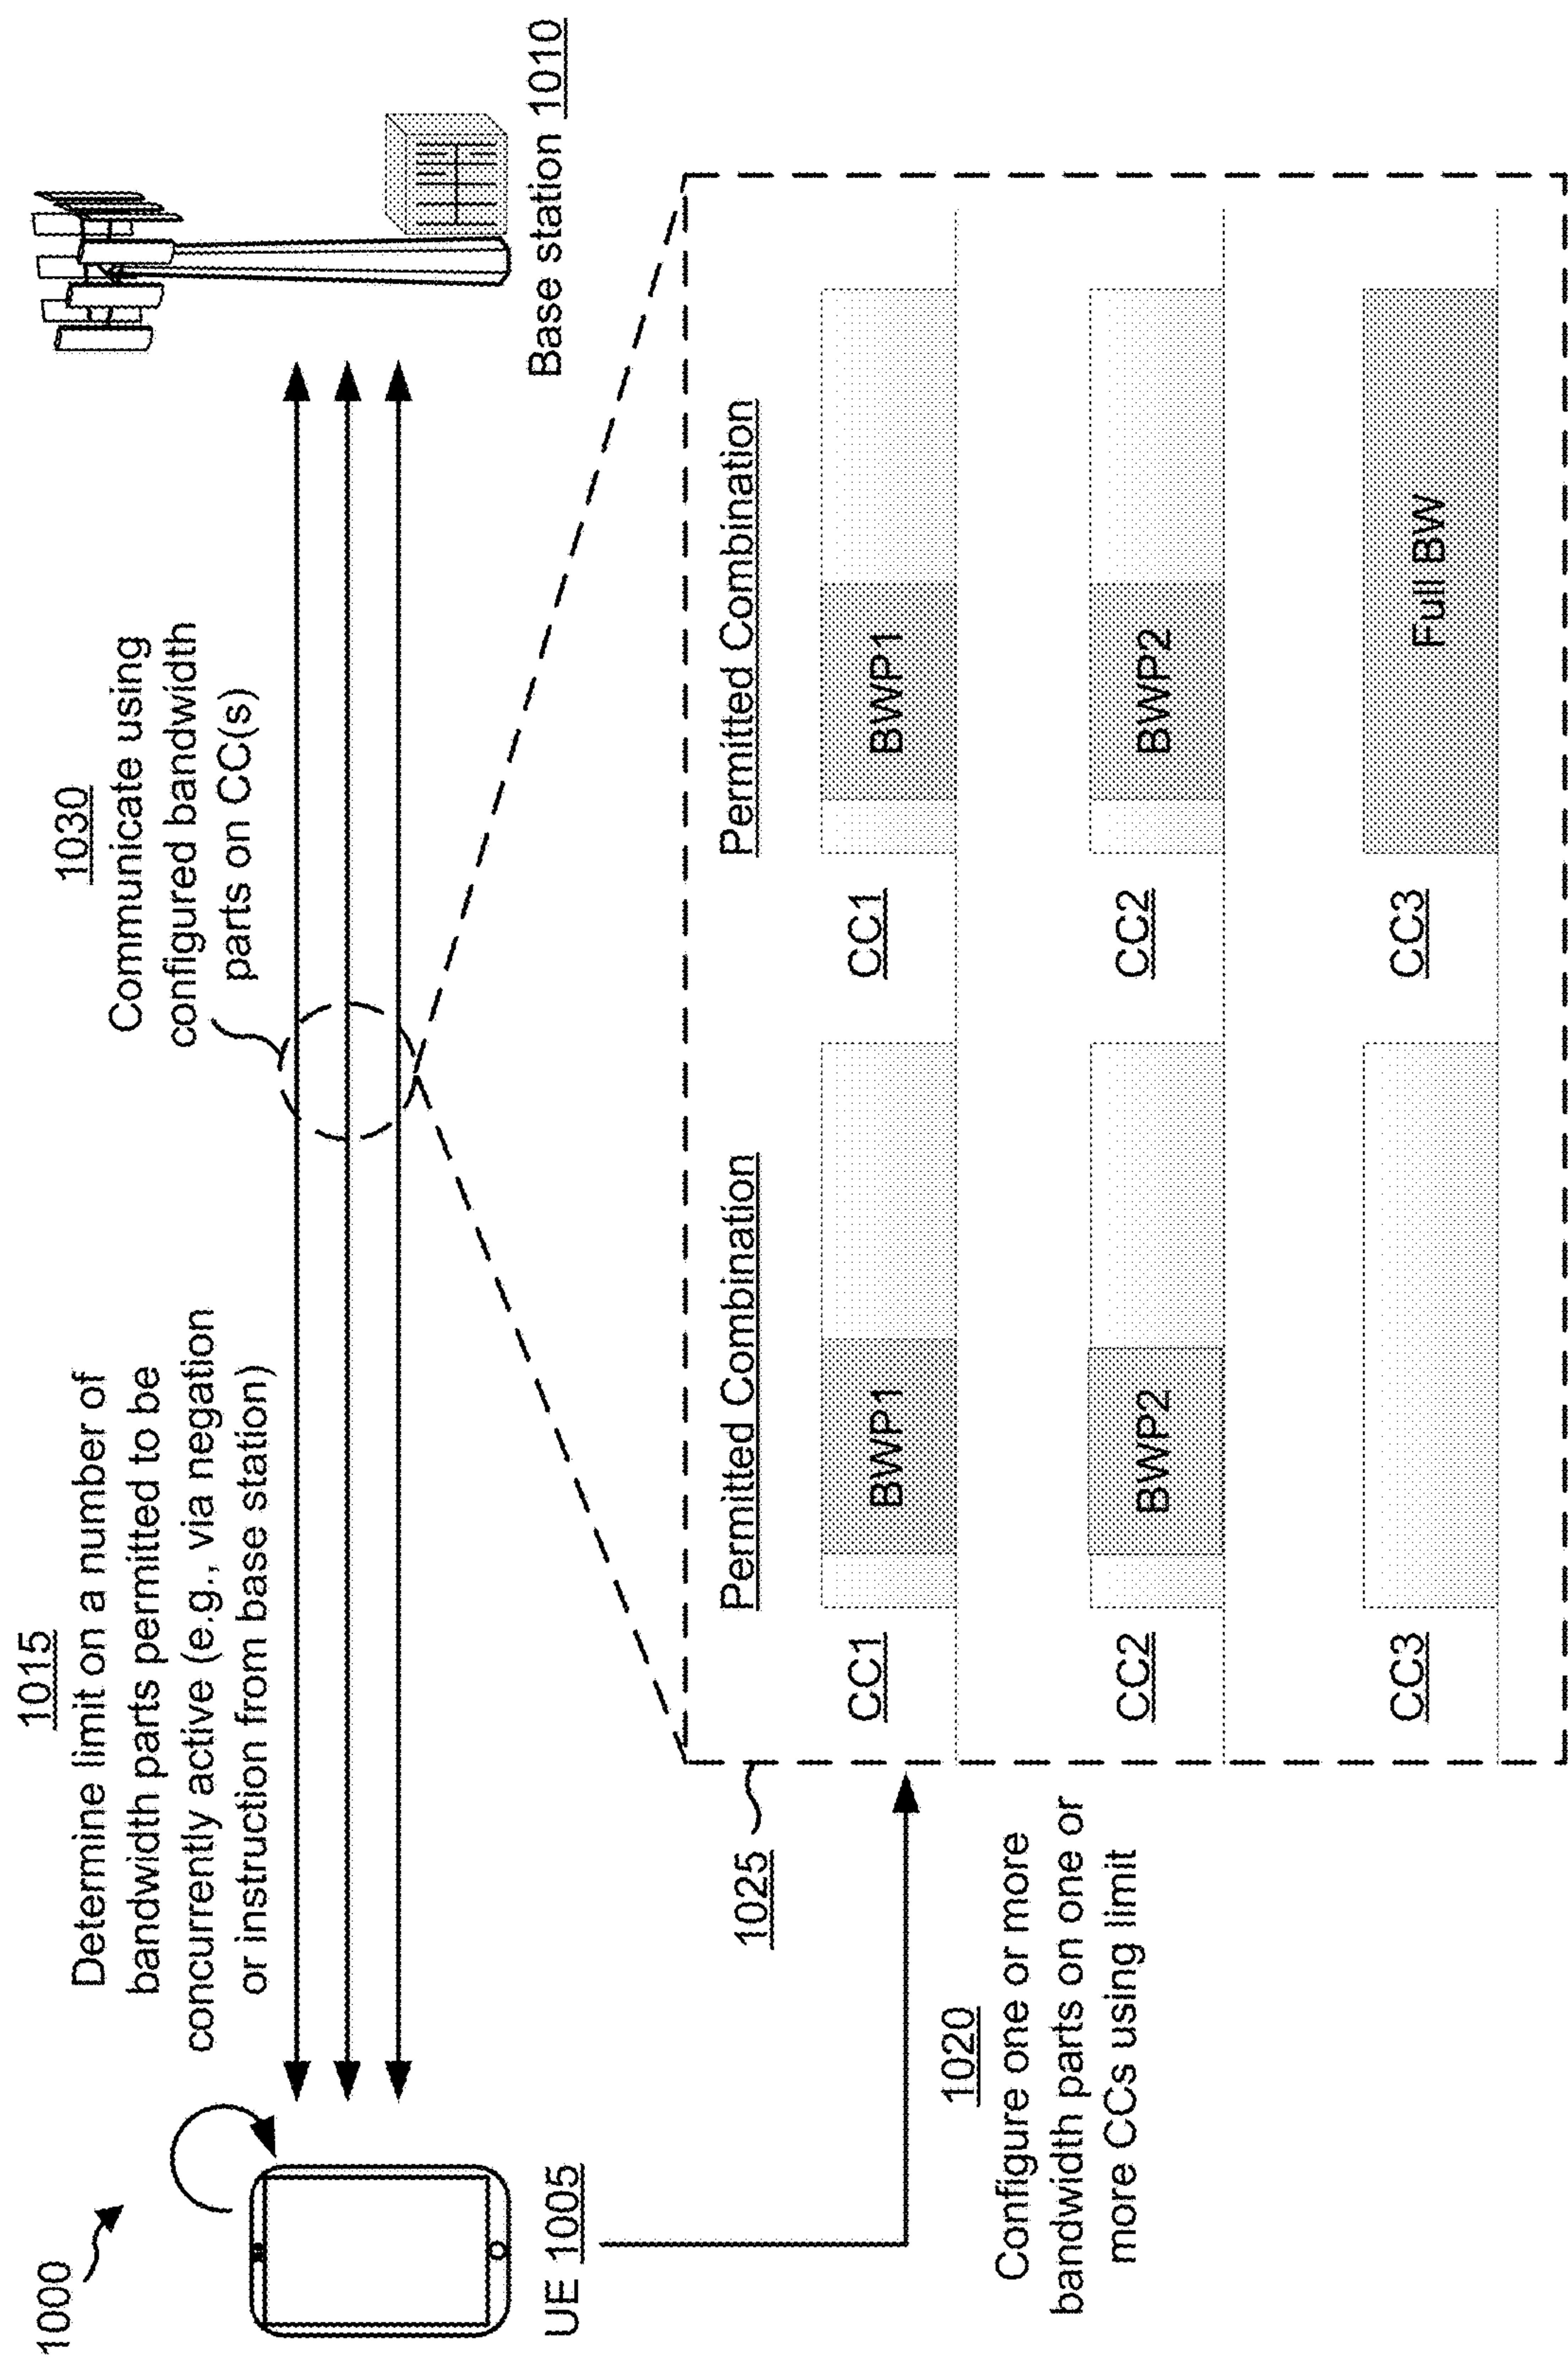 1000
1015
Determine limit on a number of
bandwidth parts permitted to be
concurrently active (e.g., via negation
or instruction from base station)
1030
Communicate using
configured bandwidth
parts on CC(s)
UE 1005
Base station 1010
1020
Configure one or more
bandwidth parts on one or
more CCs using limit
1025
Permitted Combination
CC1
BWP1
CC2
BWP2
CC3
Permitted Combination
CC1
BWP1
CC2
BWP2
CC3
Full BW